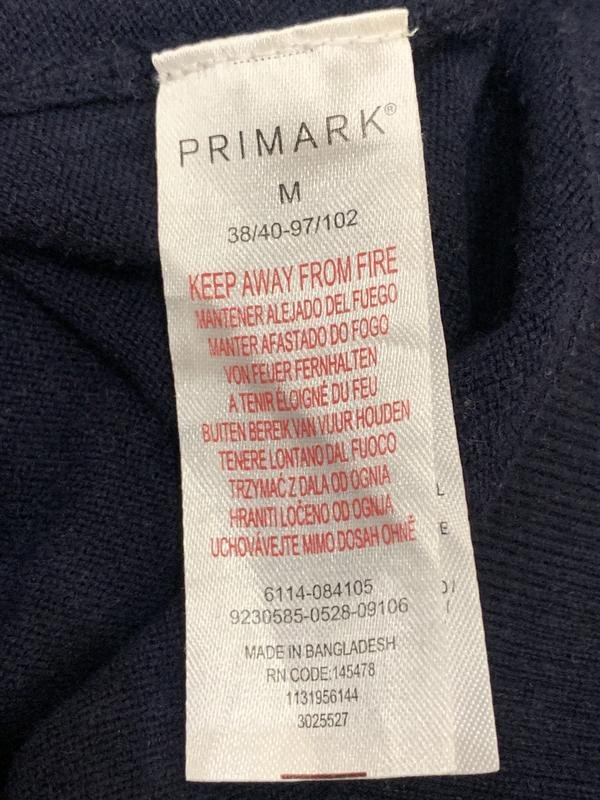 PRIMARK®
M
38/40-97/102
KEEP AWAY FROM FIRE
MANTENER ALEJADO DEL FUEGO
MANTER AFASTADO DO FOGO
VON FEUER FERNHALTEN
A TENIR ÉLOIGNÉ DU FEU
BUITEN BEREIK VAN VUUR HOUDEN
TENERE LONTANO DAL FUOCO
TRZYMAĆ Z DALA OD OGNIA
HRANITI LOČENO OD OGNJA
UCHOVÁVEJTE MIMO DOSAH OHNĚ
6114-084105
9230585-0528-09106
MADE IN BANGLADESH
RN CODE:145478
1131956144
3025527